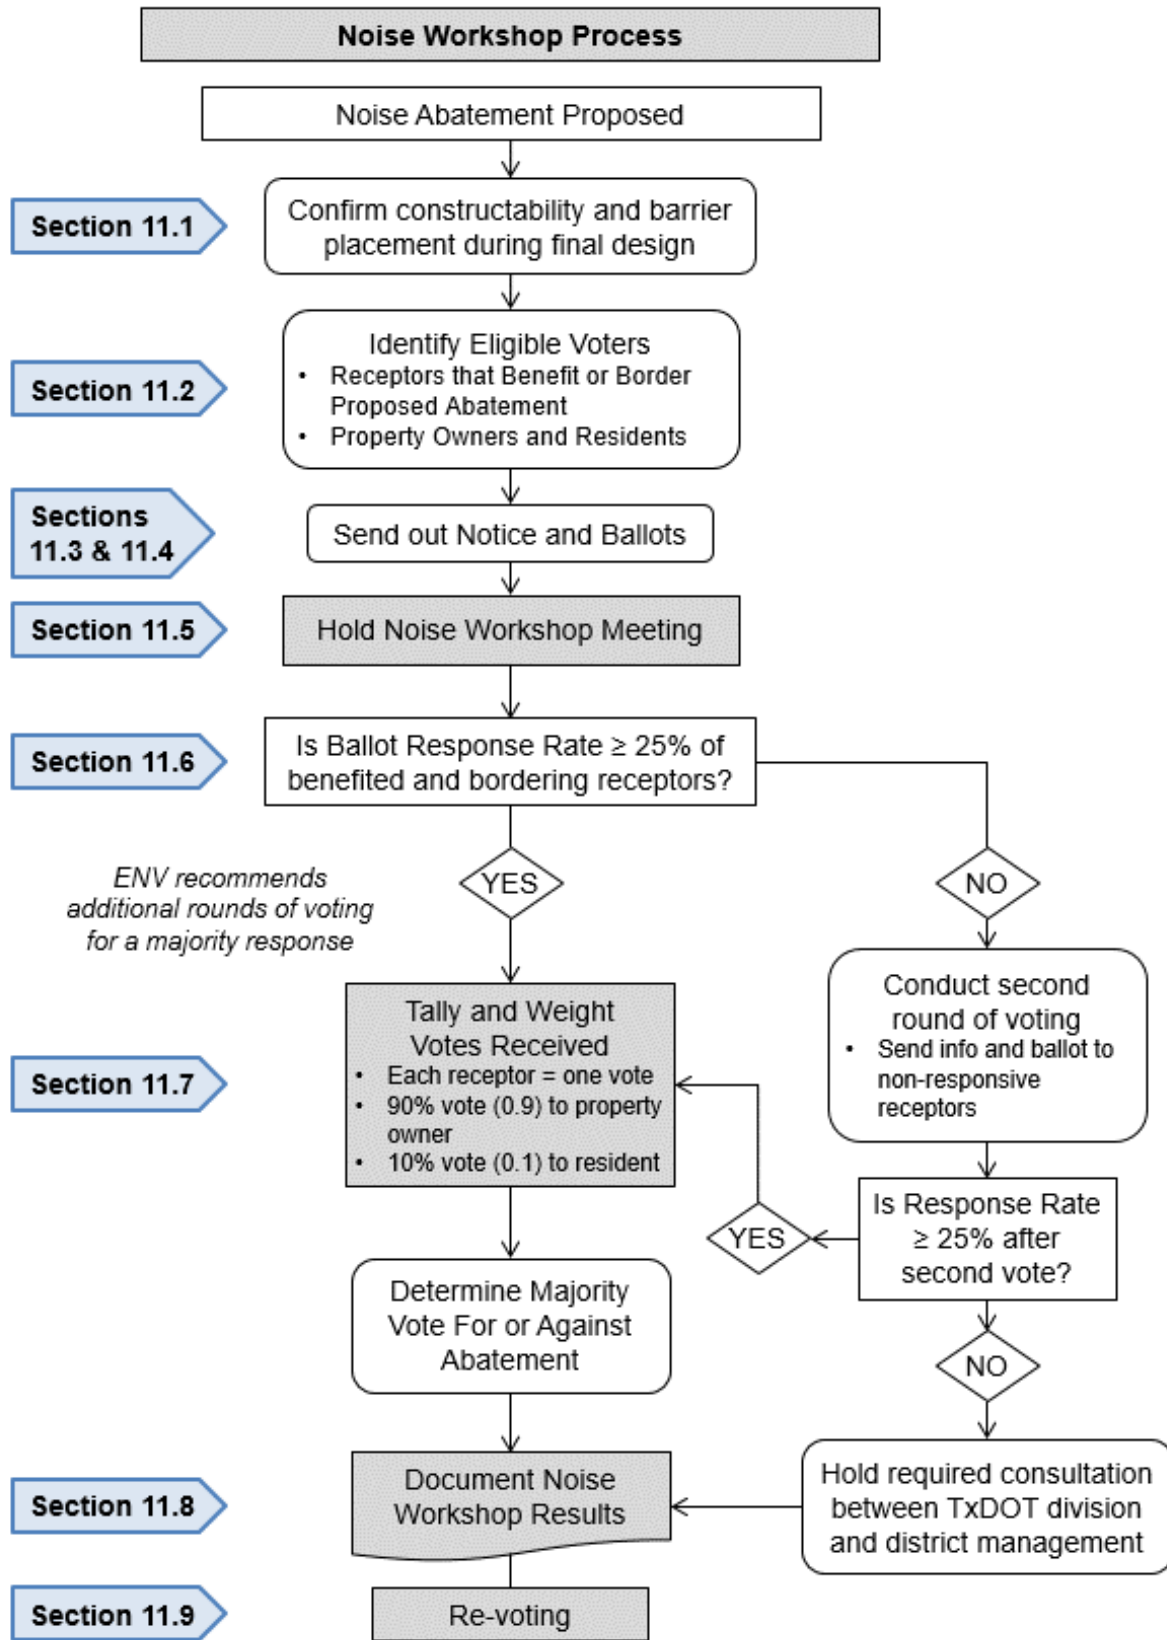 Noise Workshop Process
Noise Abatement Proposed
Section 11.1
Confirm constructability and barrier
placement during final design
Section 11.2
Identify Eligible Voters
• Receptors that Benefit or Border
Proposed Abatement
• Property Owners and Residents
Sections
11.3 & 11.4
Send out Notice and Ballots
Section 11.5
Hold Noise Workshop Meeting
Section 11.6
Is Ballot Response Rate ≥ 25% of
benefited and bordering receptors?
ENV recommends
additional rounds of voting
for a majority response
YES
NO
Conduct second
round of voting
• Send info and ballot to
non-responsive
receptors
Section 11.7
Tally and Weight
Votes Received
• Each receptor = one vote
• 90% vote (0.9) to property
owner
• 10% vote (0.1) to resident
Is Response Rate
≥ 25% after
second vote?
YES
NO
Determine Majority
Vote For or Against
Abatement
Section 11.8
Document Noise
Workshop Results
Hold required consultation
between TxDOT division
and district management
Section 11.9
Re-voting